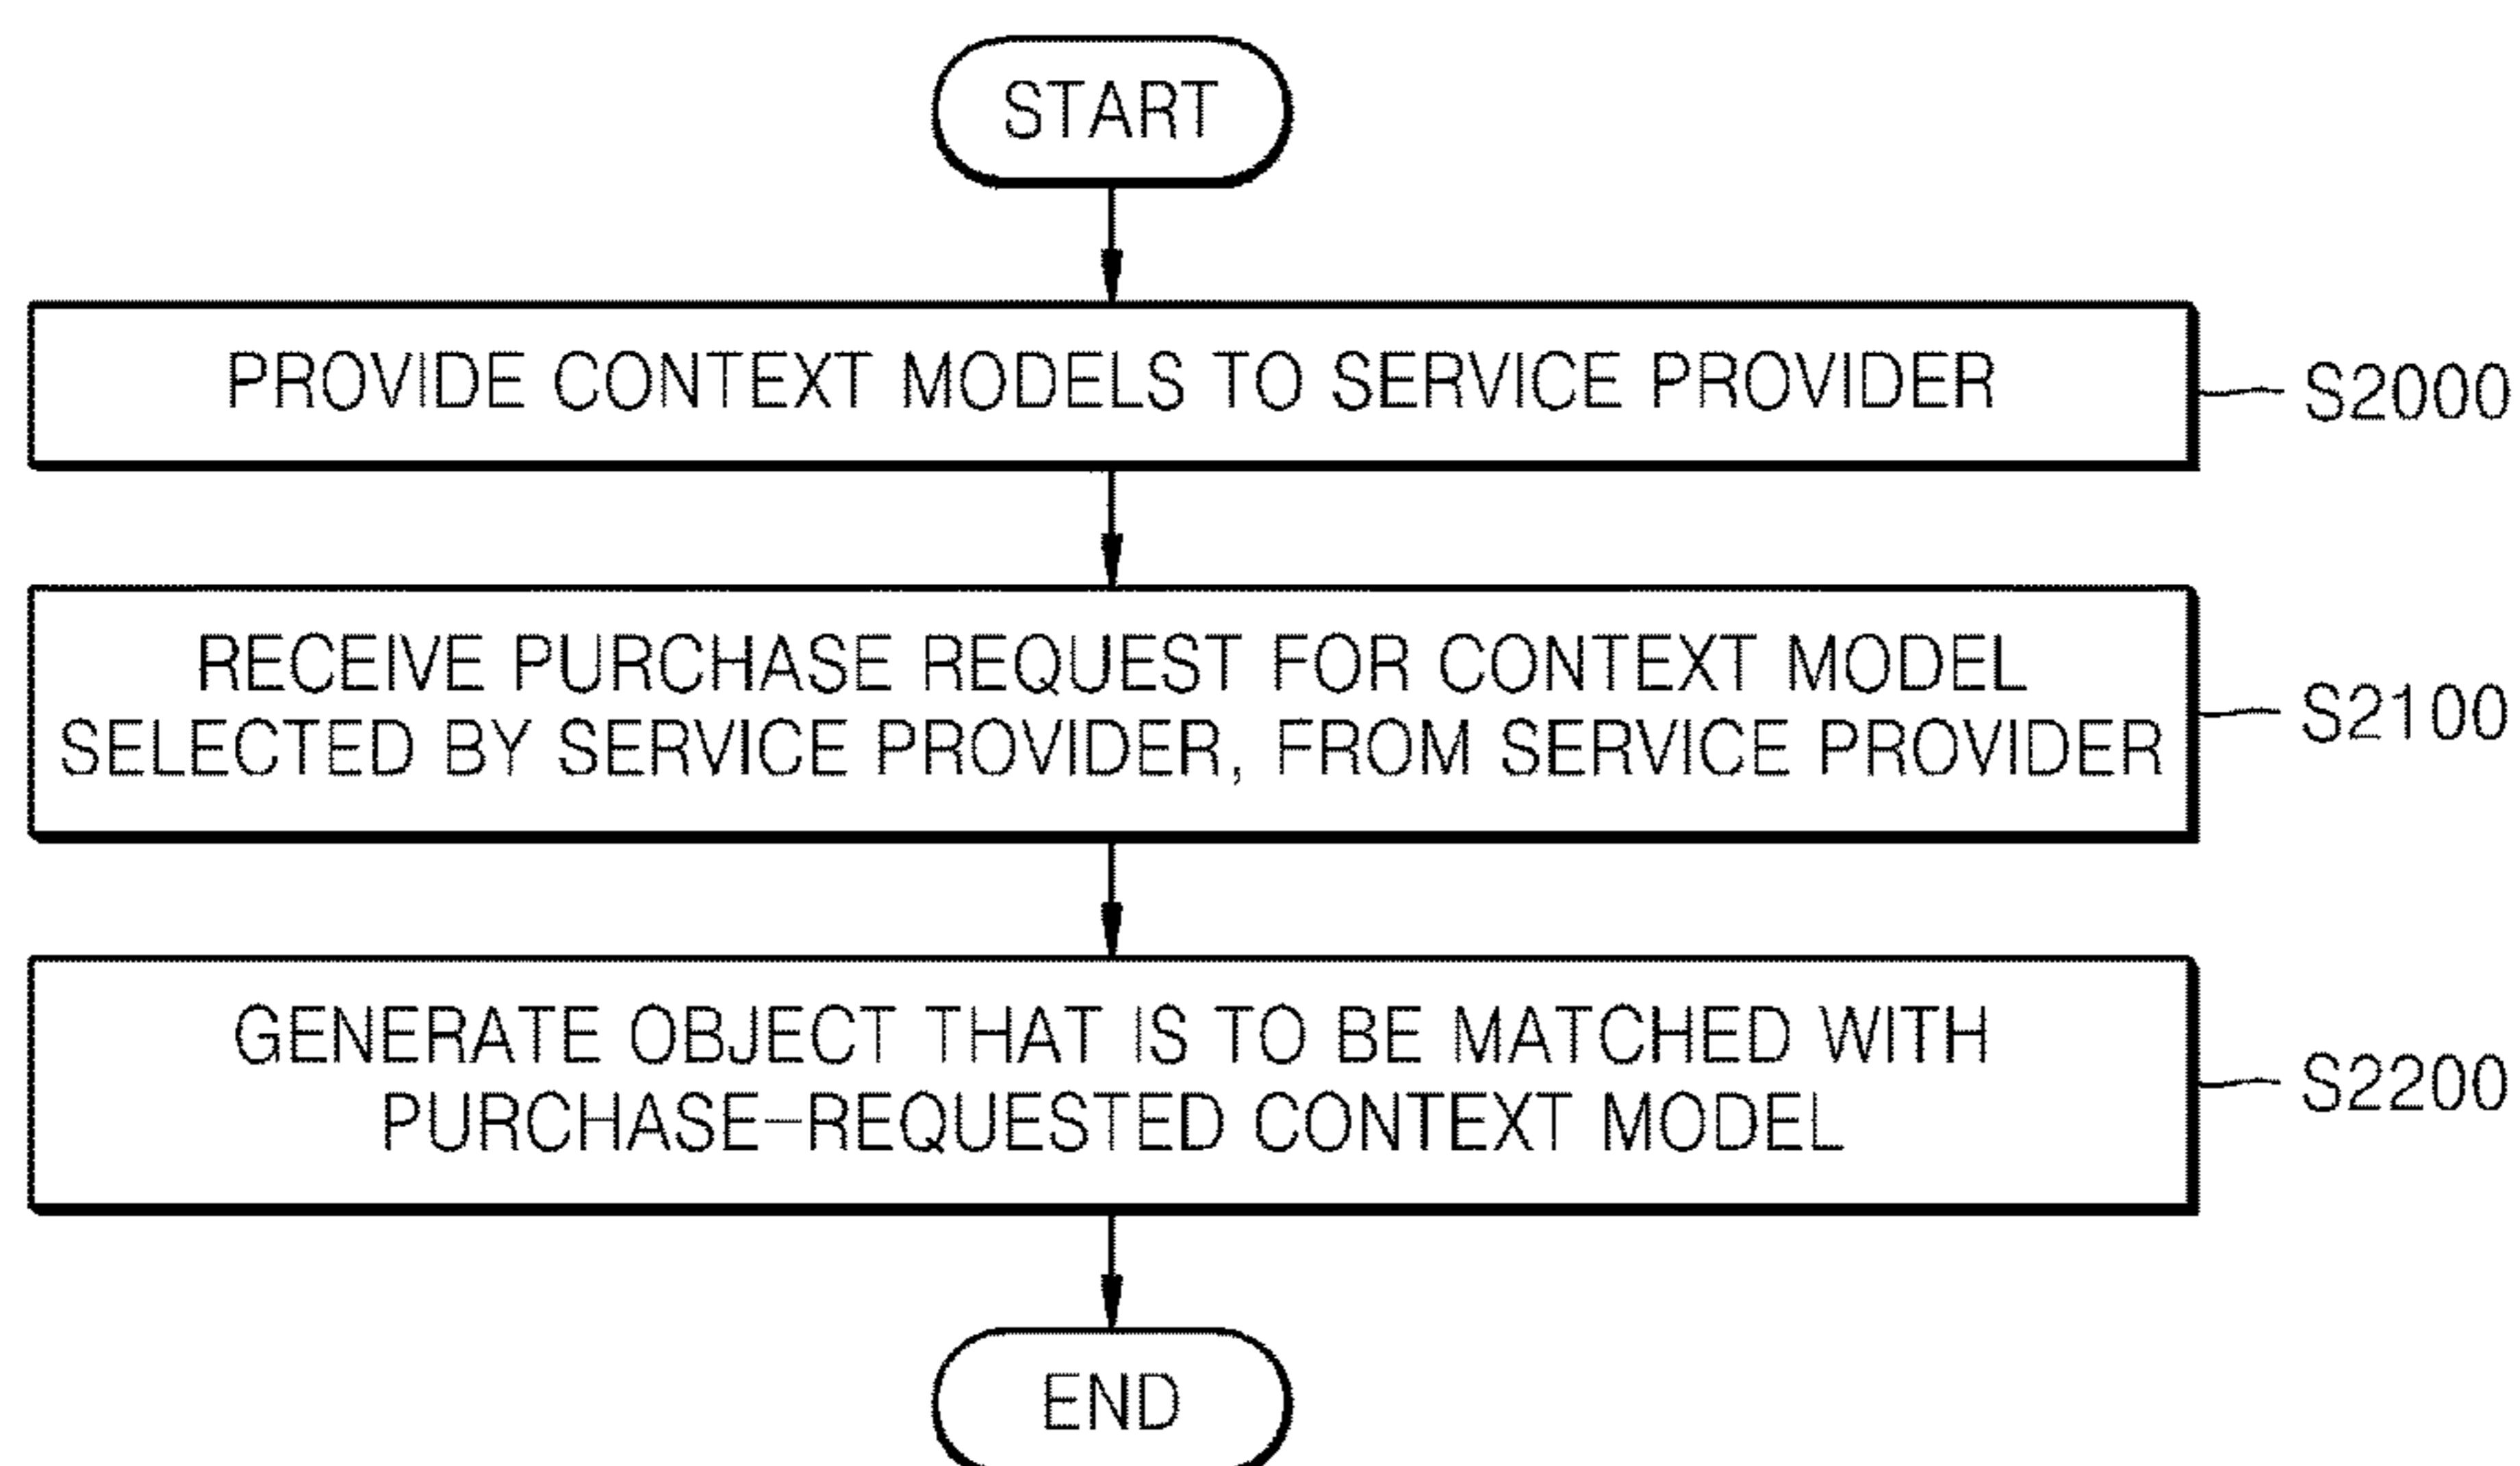 START
PROVIDE CONTEXT MODELS TO SERVICE PROVIDER
S2000
RECEIVE PURCHASE REQUEST FOR CONTEXT MODEL
SELECTED BY SERVICE PROVIDER, FROM SERVICE PROVIDER
S2100
GENERATE OBJECT THAT IS TO BE MATCHED WITH
PURCHASE-REQUESTED CONTEXT MODEL
S2200
END